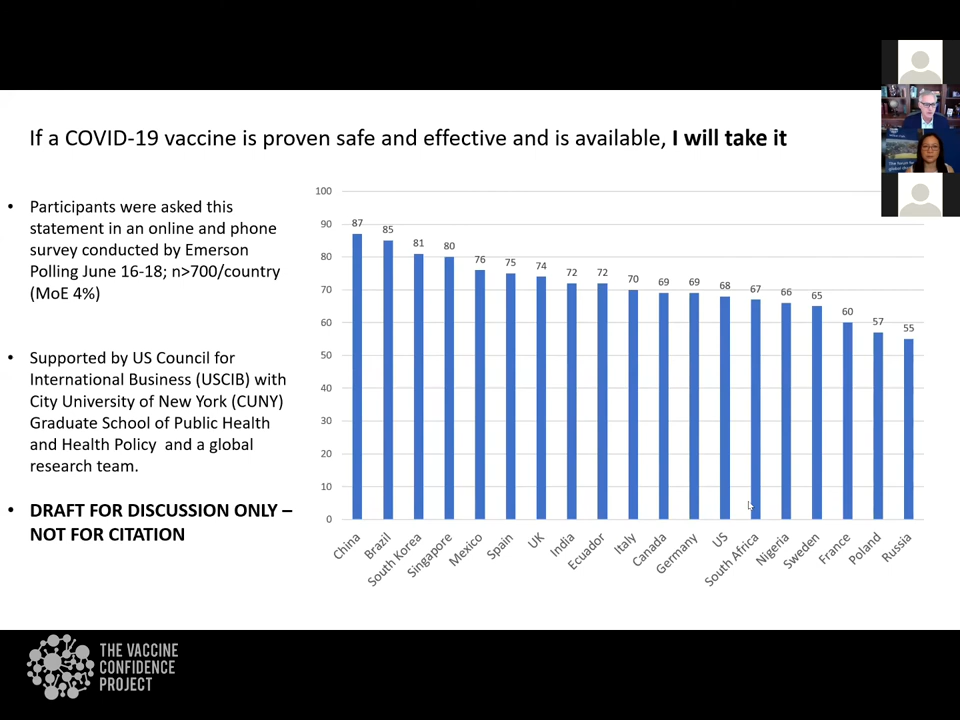 If a COVID-19 vaccine is proven safe and effective and is available, I will take it
• Participants were asked this
statement in an online and phone
survey conducted by Emerson
Polling June 16-18; n>700/country
(MoE 4%)
• Supported by US Council for
International Business (USCIB) with
City University of New York (CUNY)
Graduate School of Public Health
and Health Policy and a global
research team.
• DRAFT FOR DISCUSSION ONLY –
NOT FOR CITATION
100
90
80
70
60
50
40
30
20
10
0
87
85
81
80
76
75
74
72
72
70
69
69
68
67
66
65
60
57
55
China
Brazil
South Korea
Singapore
Mexico
Spain
UK
India
Ecuador
Italy
Canada
Germany
US
South Africa
Nigeria
Sweden
France
Poland
Russia
THE VACCINE
CONFIDENCE
PROJECT